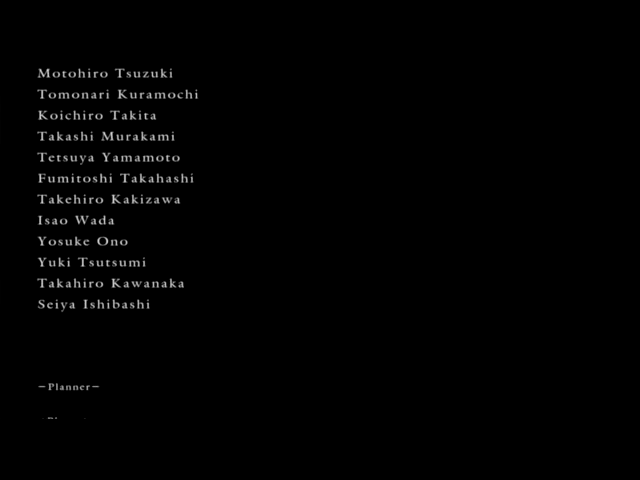 Motohiro Tsuzuki
Tomonari Kuramochi
Koichiro Takita
Takashi Murakami
Tetsuya Yamamoto
Fumitoshi Takahashi
Takehiro Kakizawa
Isao Wada
Yosuke Ono
Yuki Tsutsumi
Takahiro Kawanaka
Seiya Ishibashi
−Planner−